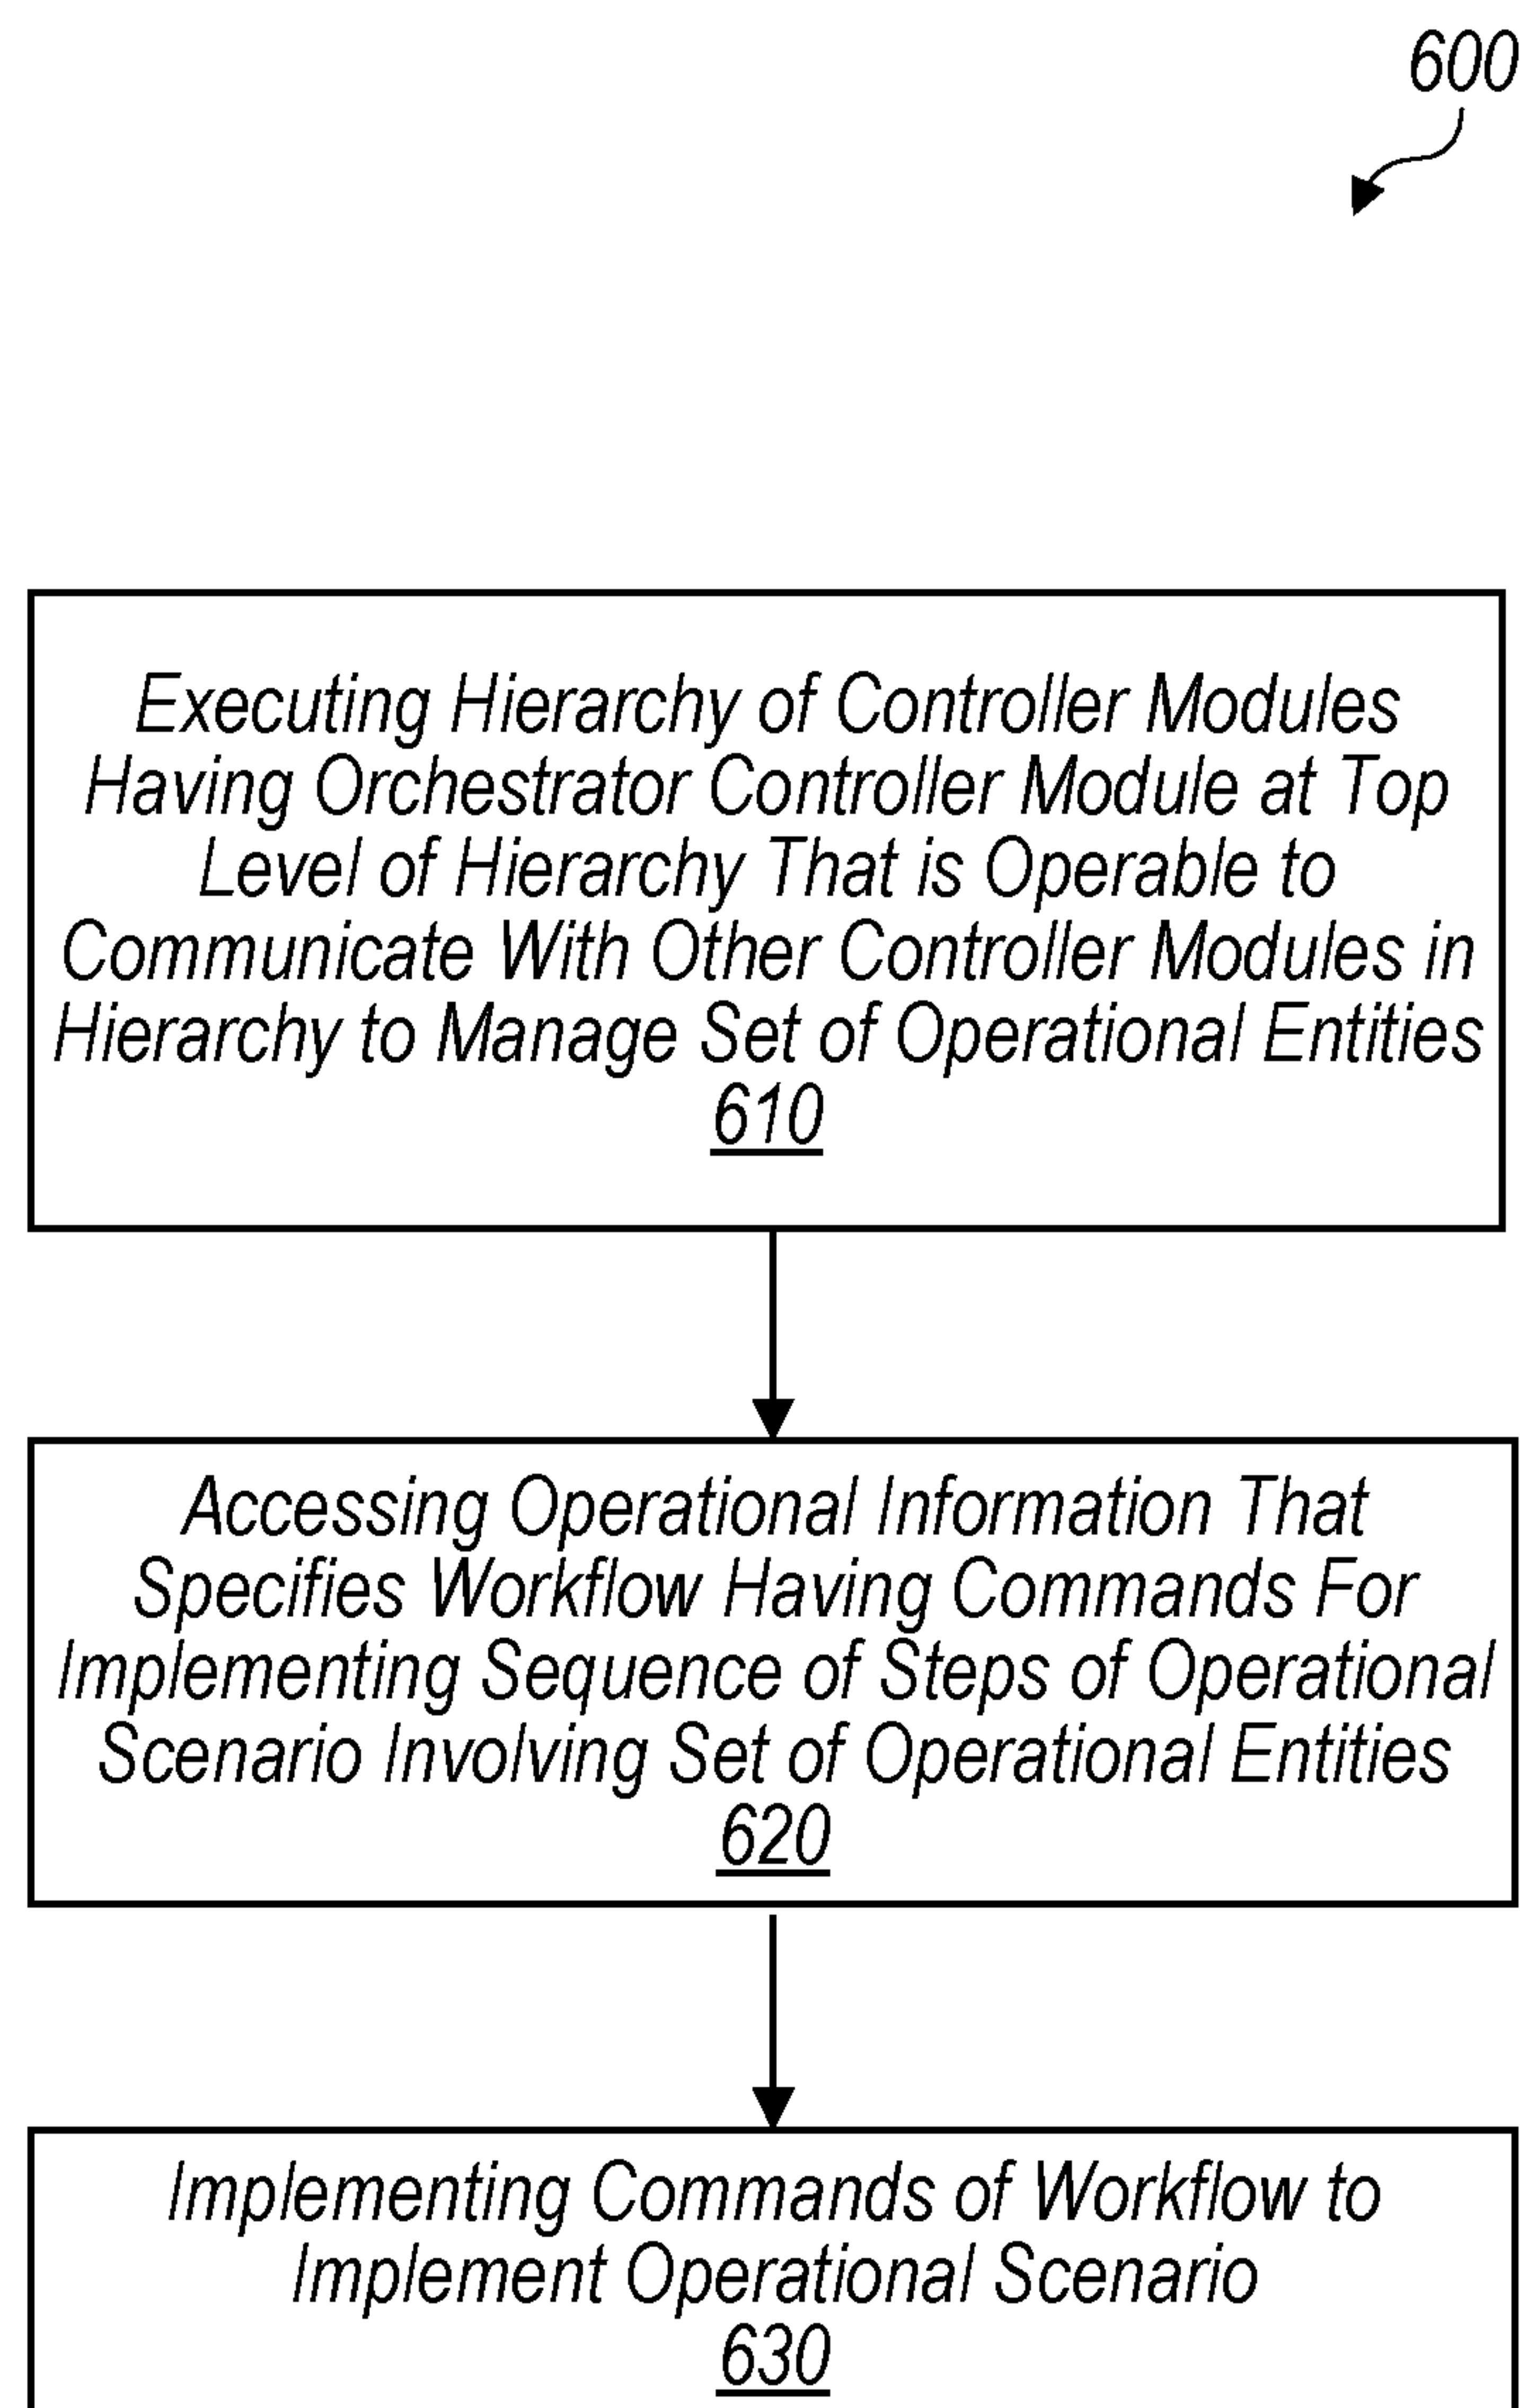 600
Executing Hierarchy of Controller Modules
Having Orchestrator Controller Module at Top
Level of Hierarchy That is Operable to
Communicate With Other Controller Modules in
Hierarchy to Manage Set of Operational Entities
610
Accessing Operational Information That
Specifies Workflow Having Commands For
Implementing Sequence of Steps of Operational
Scenario Involving Set of Operational Entities
620
Implementing Commands of Workflow to
Implement Operational Scenario
630